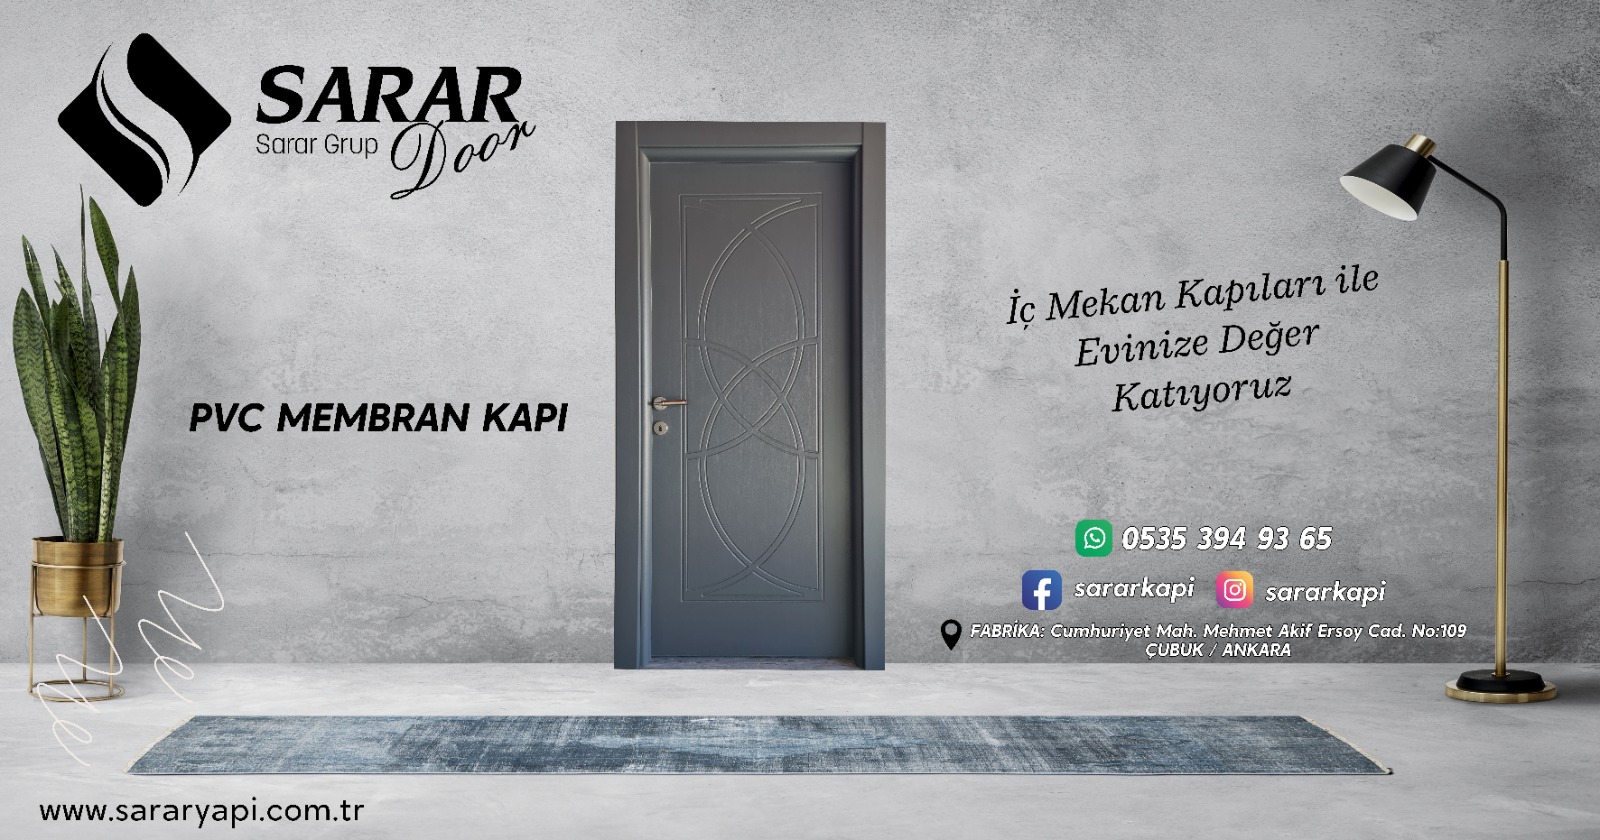 SARAR
Sarar Grup Door
PVC MEMBRAN KAPI
İç Mekan Kapıları ile
Evinize Değer
Katıyoruz
0535 394 93 65
sararkapi sararkapi
FABRİKA: Cumhuriyet Mah. Mehmet Akif Ersoy Cad. No:109
ÇUBUK / ANKARA
www.sararyapi.com.tr